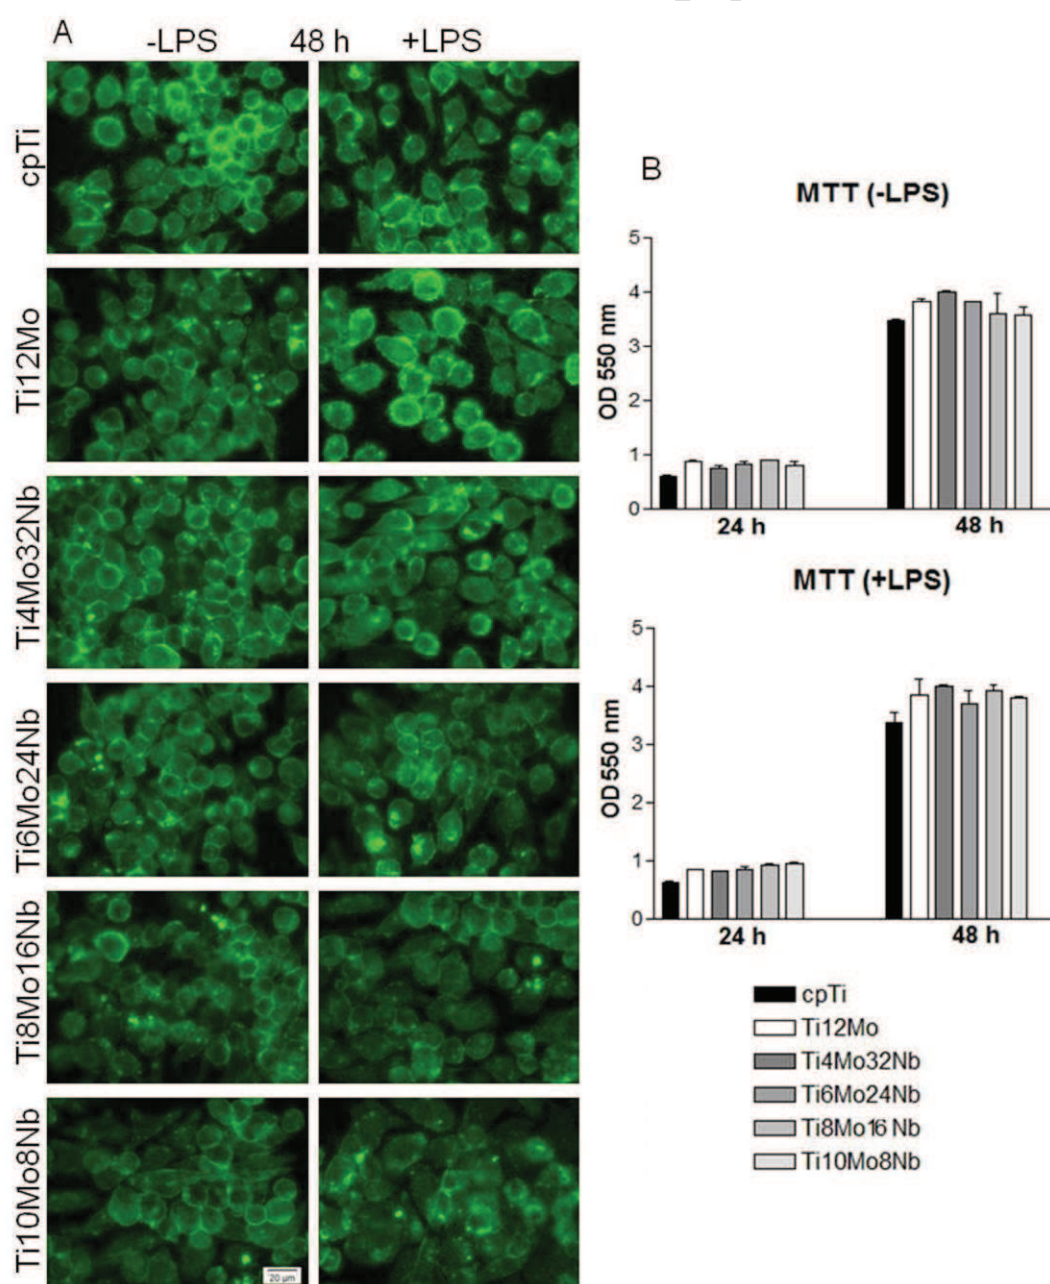 A
-LPS 48 h +LPS
cpTi
Ti12Mo
Ti4Mo32Nb
Ti6Mo24Nb
Ti8Mo16Nb
Ti10Mo8Nb
20 µm
B
MTT (-LPS)
OD 550 nm
5
4
3
2
1
0
24 h 48 h
MTT (+LPS)
OD 550 nm
5
4
3
2
1
0
24 h 48 h
cpTi
Ti12Mo
Ti4Mo32Nb
Ti6Mo24Nb
Ti8Mo16 Nb
Ti10Mo8Nb